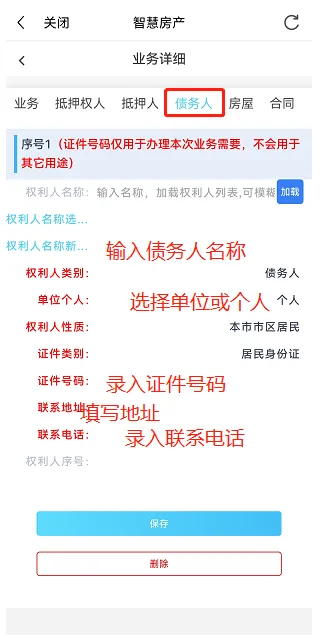 关闭 智慧房产
业务详细
业务 抵押权人 抵押人 债务人 房屋 合同
序号1（证件号码仅用于办理本次业务需要，不会用于
其它用途）
权利人名称： 输入名称，加载权利人列表,可模糊 加载
权利人名称选...
权利人名称新... 输入债务人名称
权利人类别： 债务人
单位个人： 选择单位或个人 个人
权利人性质： 本市市区居民
证件类别： 居民身份证
证件号码： 录入证件号码
联系地址： 填写地址
联系电话： 录入联系电话
权利人序号：
保存
删除